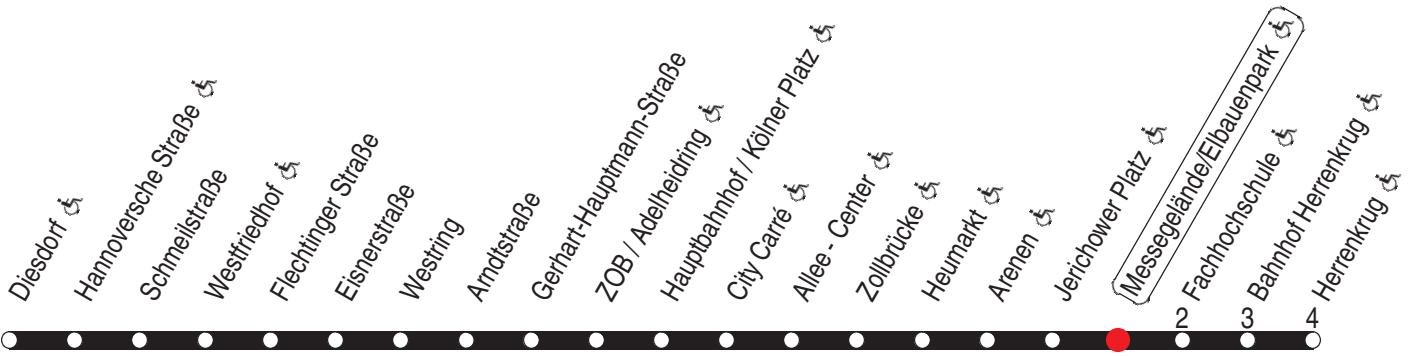 Diesdorf
Hannoversche Straße
Schmeilstraße
Westfriedhof
Flechtinger Straße
Eisnerstraße
Westring
Arndtstraße
Gerhart-Hauptmann-Straße
ZOB / Adelheidring
Hauptbahnhof / Kölner Platz
City Carré
Allee - Center
Zollbrücke
Heumarkt
Arenen
Jerichower Platz
Messegelände/Elbauenpark
Fachhochschule
Bahnhof Herrenkrug
Herrenkrug
2 3 4